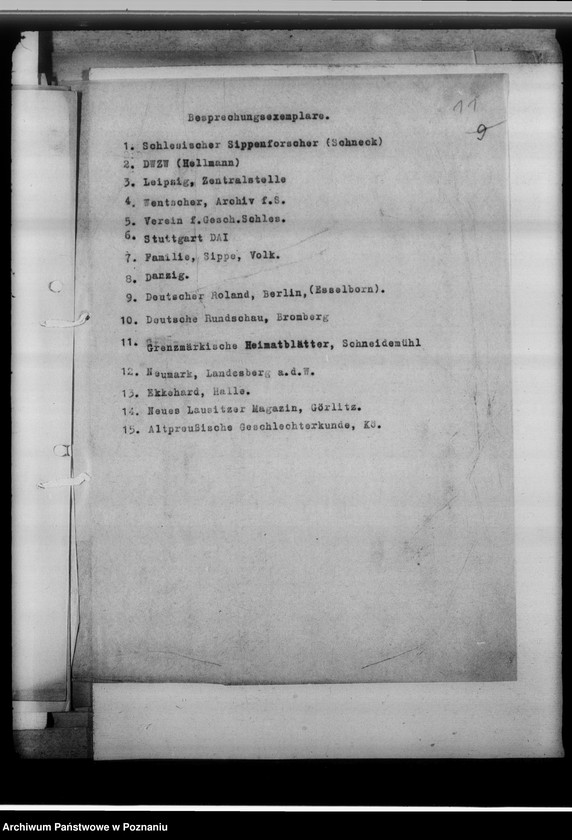 11
9
Besprechungsexemplare.
1. Schlesischer Sippenforscher (Schneck)
2. DWZW (Hellmann)
3. Leipzig, Zentralstelle
4. Wentscher, Archiv f.S.
5. Verein f.Gesch.Schles.
6. Stuttgart DAI
7. Familie, Sippe, Volk.
8. Danzig.
9. Deutscher Roland, Berlin,(Esselborn).
10. Deutsche Rundschau, Bromberg
11. Grenzmärkische Heimatblätter, Schneidemühl
12. Neumark, Landesberg a.d.W.
13. Ekkehard, Halle.
14. Neues Lausitzer Magazin, Görlitz.
15. Altpreußische Geschlechterkunde, Kö.
Archiwum Państwowe w Poznaniu